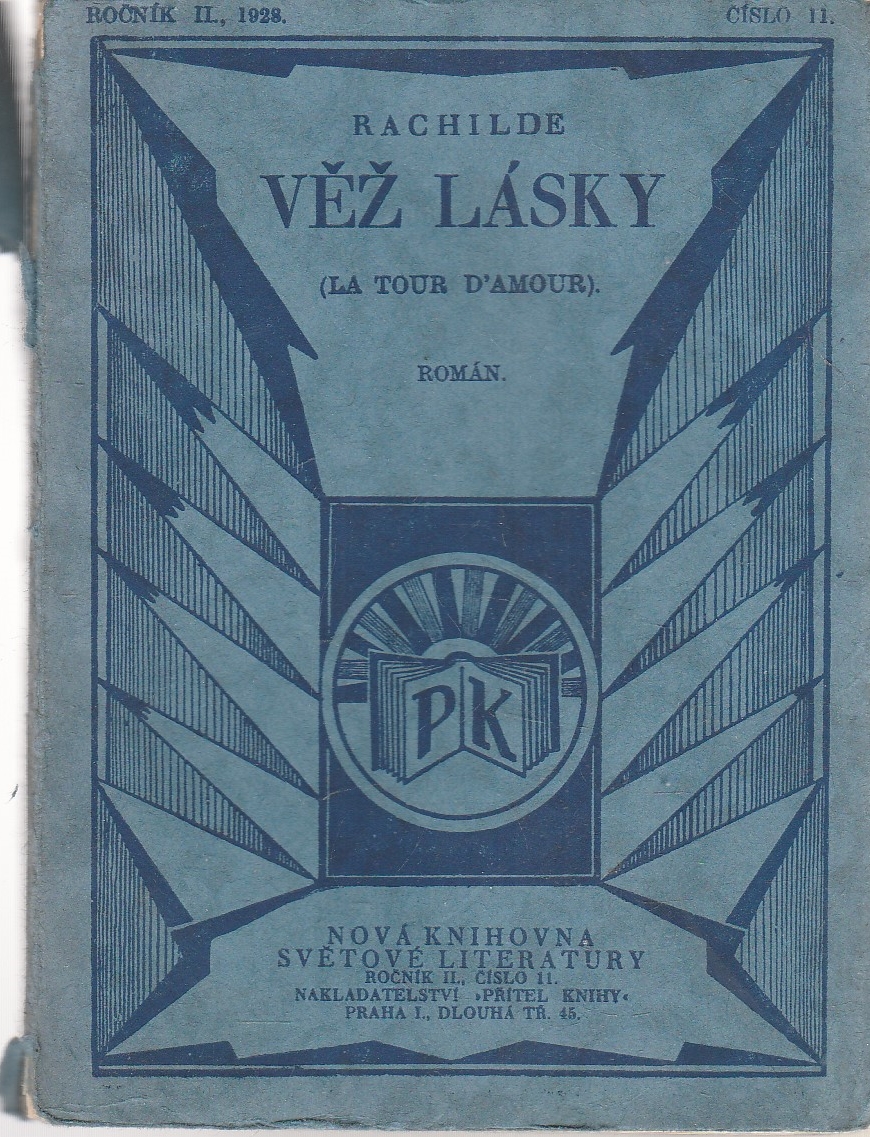 ROČNÍK II., 1928. ČÍSLO 11.
RACHILDE
VĚŽ LÁSKY
(LA TOUR D'AMOUR).
ROMÁN.
PK
NOVÁ KNIHOVNA
SVĚTOVÉ LITERATURY
ROČNÍK II., ČÍSLO 11.
NAKLADATELSTVÍ »PŘÍTEL KNIHY«
PRAHA I., DLOUHÁ TŘ. 45.